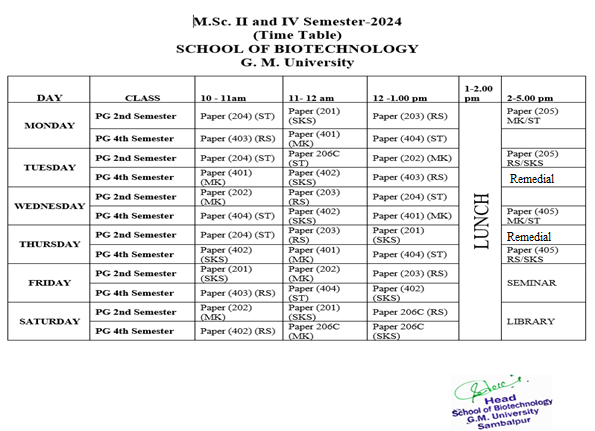 M.Sc. II and IV Semester-2024
(Time Table)
SCHOOL OF BIOTECHNOLOGY
G. M. University
DAY CLASS 10 - 11am 11- 12 am 12 -1.00 pm 1-2.00 pm 2-5.00 pm
MONDAY PG 2nd Semester Paper (204) (ST) Paper (201) (SKS) Paper (203) (RS) Paper (205) MK/ST
PG 4th Semester Paper (403) (RS) Paper (401) (MK) Paper (404) (ST)
TUESDAY PG 2nd Semester Paper (204) (ST) Paper 206C (ST) Paper (202) (MK) Paper (205) RS/SKS
PG 4th Semester Paper (401) (MK) Paper (402) (SKS) Paper (403) (RS) Remedial
WEDNESDAY PG 2nd Semester Paper (202) (MK) Paper (203) (RS) Paper (204) (ST)
PG 4th Semester Paper (404) (ST) Paper (402) (SKS) Paper (401) (MK) Paper (405) MK/ST
LUNCH
THURSDAY PG 2nd Semester Paper (204) (ST) Paper (203) (RS) Paper (201) (SKS) Remedial
PG 4th Semester Paper (402) (SKS) Paper (401) (MK) Paper (404) (ST) Paper (405) RS/SKS
FRIDAY PG 2nd Semester Paper (201) (SKS) Paper (202) (MK) Paper (203) (RS) SEMINAR
PG 4th Semester Paper (403) (RS) Paper (404) (ST) Paper (402) (SKS)
SATURDAY PG 2nd Semester Paper (202) (MK) Paper (201) (SKS) Paper 206C (RS) LIBRARY
PG 4th Semester Paper (402) (RS) Paper 206C (MK) Paper 206C (SKS)
Head
School of Biotechnology
G.M. University
Sambalpur